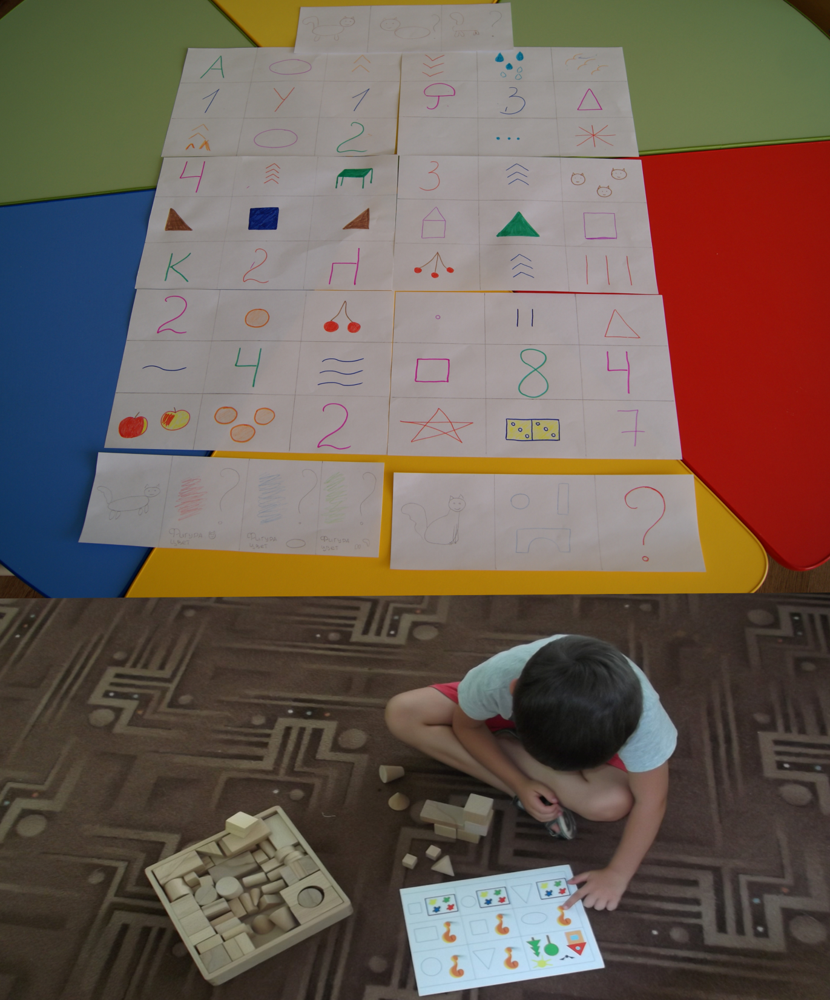 ? ?
А
1 У 1
3
2
4 3
К 2 Н
2
4 8 4
2 7
? ? ? ?
Фигура Фигура Фигура
цвет цвет цвет